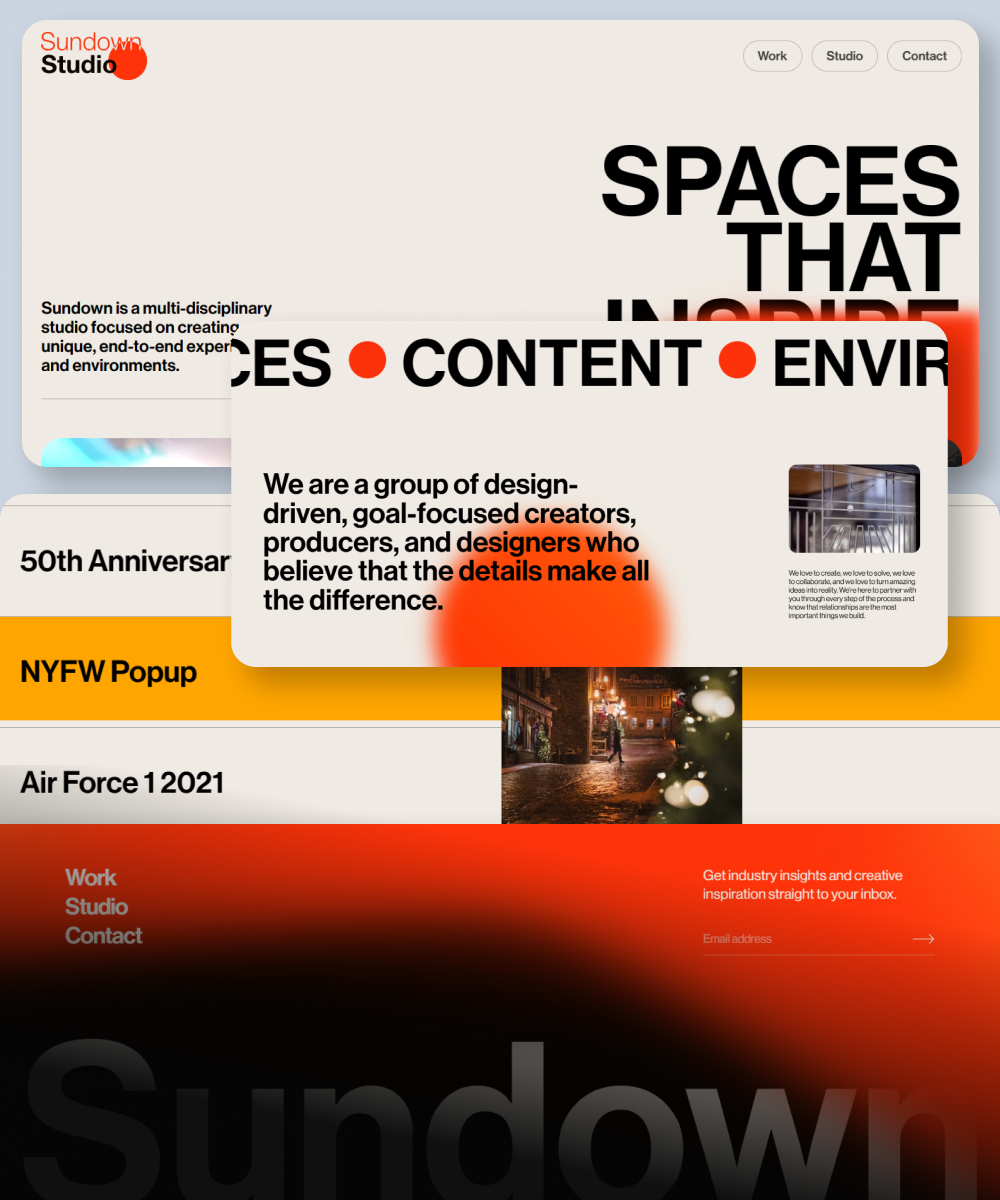 Sundown
Studio
Work
Studio
Contact
SPACES
THAT
INSPIRE
Sundown is a multi-disciplinary
studio focused on creating
unique, end-to-end
and environments.
CES CONTENT ENVIR
We are a group of design-
driven, goal-focused creators,
producers, and designers who
believe that the details make all
the difference.
We love to create, we love to solve, we love
to collaborate, and we love to turn amazing
ideas into reality. We're here to partner with
you through every step of the process and
know that relationships are the most
important things we build.
50th Anniversar
NYFW Popup
Air Force 1 2021
Work
Studio
Contact
Get industry insights and creative
inspiration straight to your inbox.
Email address
Sundown